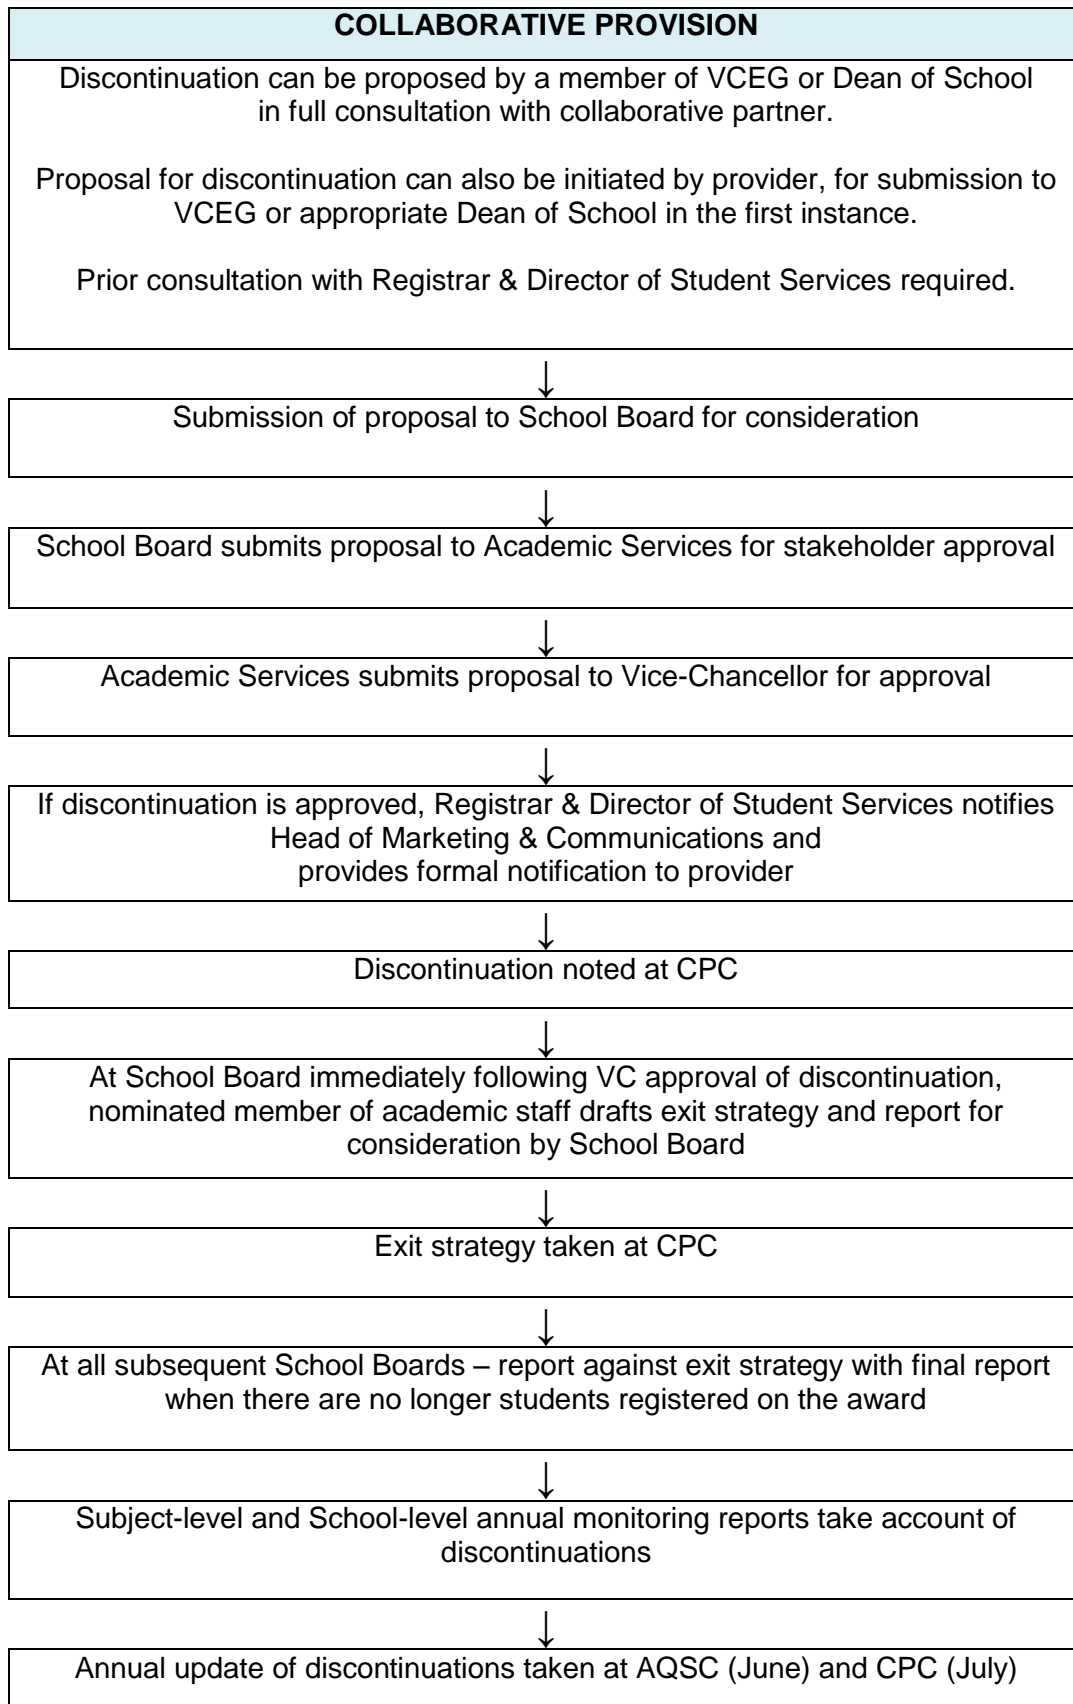 COLLABORATIVE PROVISION
Discontinuation can be proposed by a member of VCEG or Dean of School
in full consultation with collaborative partner.
Proposal for discontinuation can also be initiated by provider, for submission to
VCEG or appropriate Dean of School in the first instance.
Prior consultation with Registrar & Director of Student Services required.
↓
Submission of proposal to School Board for consideration
↓
School Board submits proposal to Academic Services for stakeholder approval
↓
Academic Services submits proposal to Vice-Chancellor for approval
↓
If discontinuation is approved, Registrar & Director of Student Services notifies
Head of Marketing & Communications and
provides formal notification to provider
↓
Discontinuation noted at CPC
↓
At School Board immediately following VC approval of discontinuation,
nominated member of academic staff drafts exit strategy and report for
consideration by School Board
↓
Exit strategy taken at CPC
↓
At all subsequent School Boards – report against exit strategy with final report
when there are no longer students registered on the award
↓
Subject-level and School-level annual monitoring reports take account of
discontinuations
↓
Annual update of discontinuations taken at AQSC (June) and CPC (July)